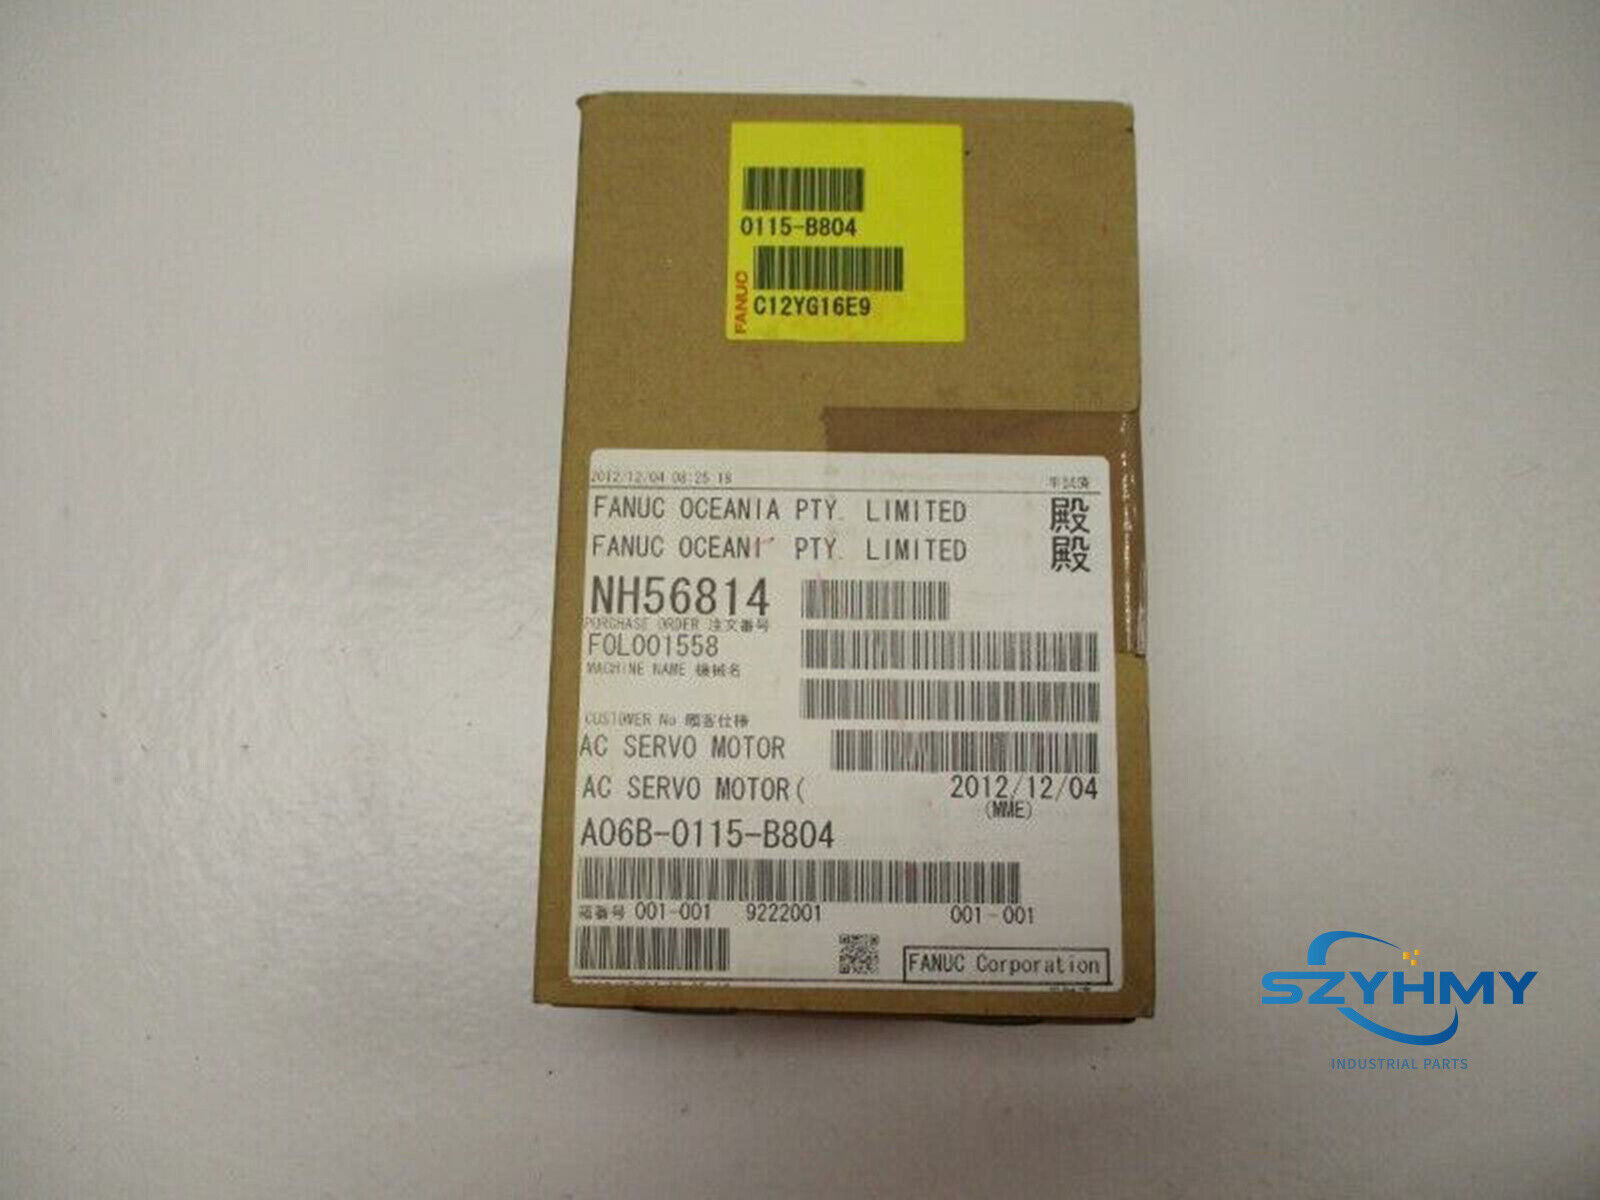 0115-B804
FANUC
C12YG16E9
2012/12/04 08:25:18
FANUC OCEANIA PTY. LIMITED 殿
FANUC OCEANI PTY. LIMITED 殿
NH56814
PURCHASE ORDER 注文番号
FOL001558
MACHINE NAME 機械名
CUSTOMER No 顧客仕様
AC SERVO MOTOR
AC SERVO MOTOR( 2012/12/04
(MME)
A06B-0115-B804
箱番号 001-001 9222001 001-001
FANUC Corporation
SZYHMY
INDUSTRIAL PARTS